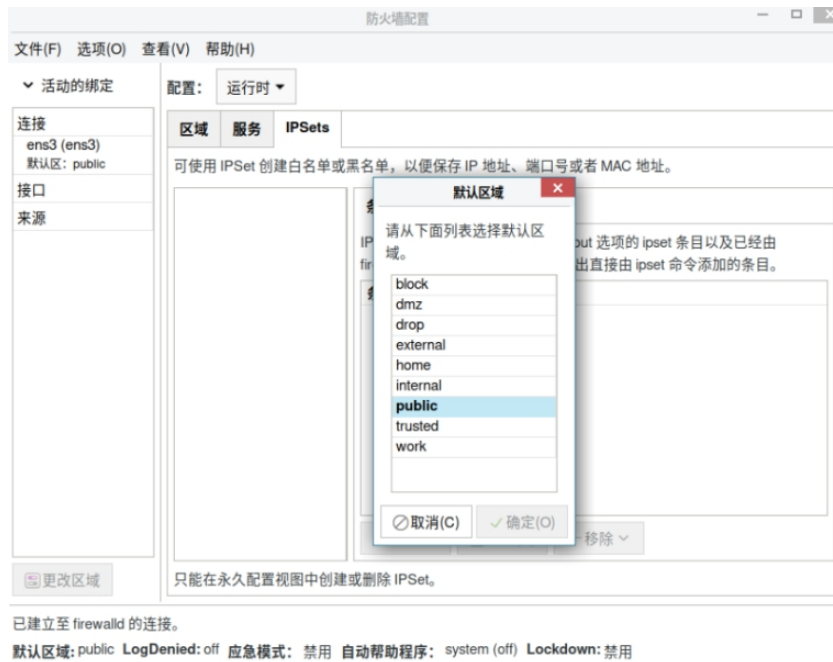 防火墙配置
文件(F) 选项(O) 查看(V) 帮助(H)
活动的绑定
配置： 运行时
连接
ens3 (ens3)
默认区：public
接口
来源
更改区域
区域 服务 IPSets
可使用 IPSet 创建白名单或黑名单，以便保存 IP 地址、端口号或者 MAC 地址。
IP
put 选项的 ipset 条目以及已经由
fir
出直接由 ipset 命令添加的条目。
移除
只能在永久配置视图中创建或删除 IPSet。
默认区域
请从下面列表选择默认区
域。
block
dmz
drop
external
home
internal
public
trusted
work
取消(C) 确定(O)
已建立至 firewalld 的连接。
默认区域: public LogDenied: off 应急模式： 禁用 自动帮助程序： system (off) Lockdown: 禁用